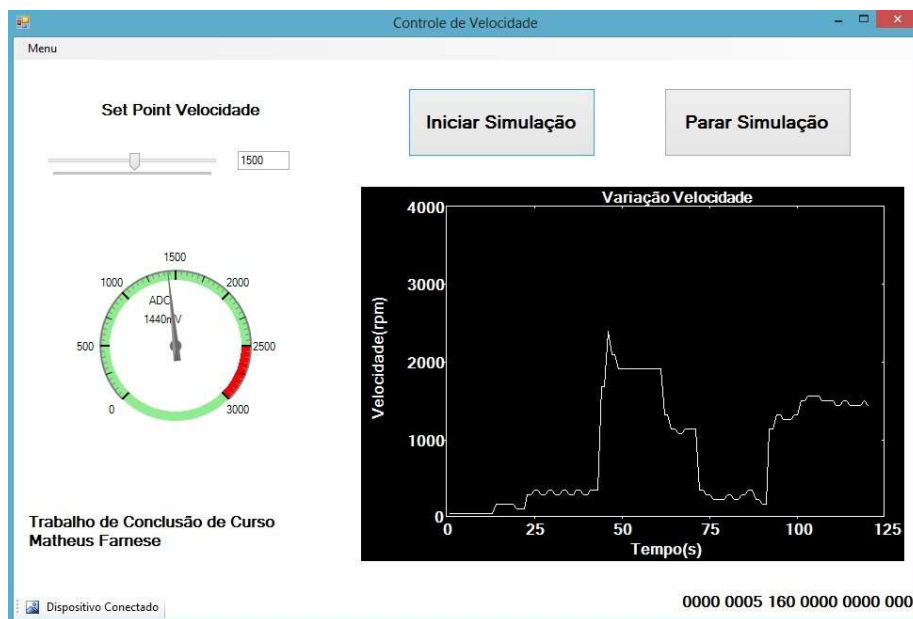 Controle de Velocidade
Menu
Set Point Velocidade
1500
Iniciar Simulação
Parar Simulação
Variação Velocidade
4000
3000
2000
1000
0
0 25 50 75 100 125
Velocidade(rpm)
Tempo(s)
1500
1000 2000
ADC
1440mV
500 2500
0 3000
Trabalho de Conclusão de Curso
Matheus Farnese
Dispositivo Conectado
0000 0005 160 0000 0000 000